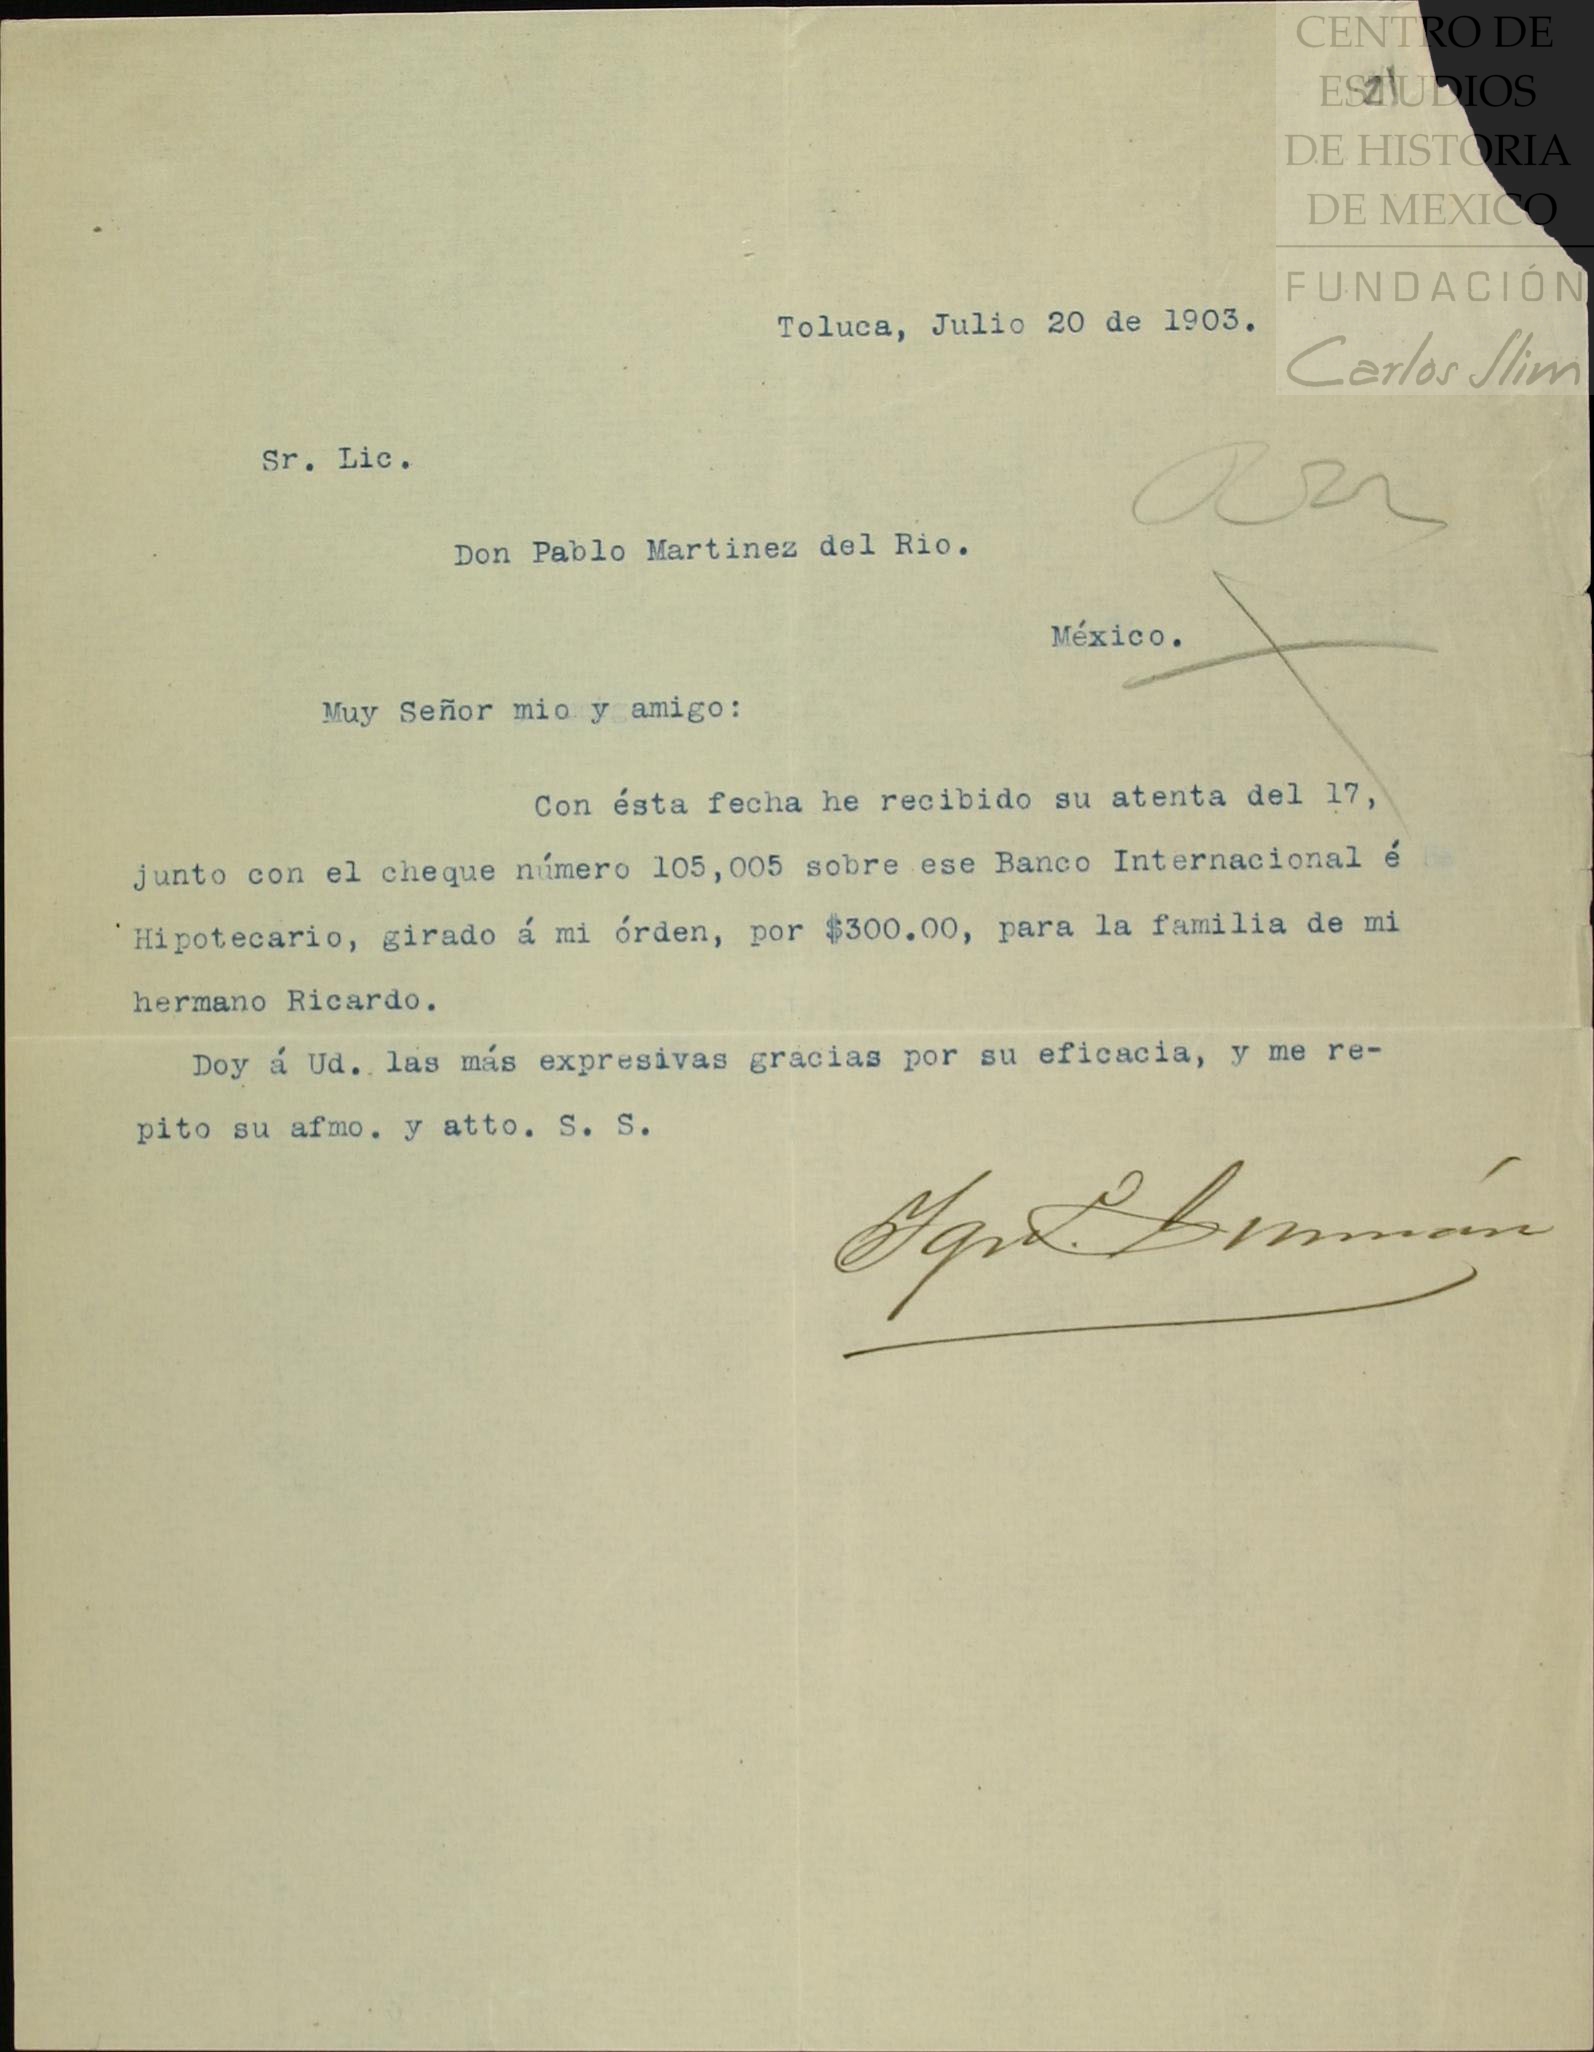 CENTRO DE
ESTUDIOS
DE HISTORIA
DE MEXICO
FUNDACIÓN
Carlos Slim
21
Toluca, Julio 20 de 1903.
Sr. Lic.
Don Pablo Martinez del Rio.
México.
Muy Señor mio y amigo:
Con ésta fecha he recibido su atenta del 17,
junto con el cheque número 105,005 sobre ese Banco Internacional é
Hipotecario, girado á mi órden, por $300.00, para la familia de mi
hermano Ricardo.
Doy á Ud. las más expresivas gracias por su eficacia, y me re-
pito su afmo. y atto. S. S.